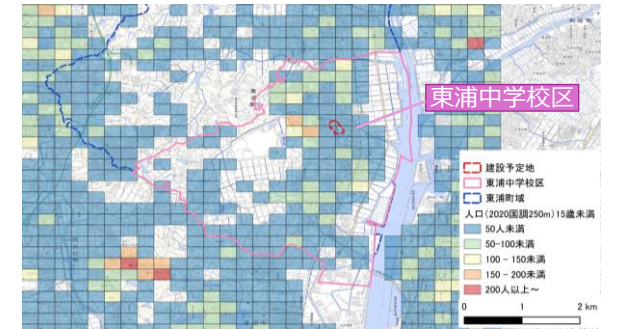 東浦中学校区
建設予定地
東浦中学校区
東浦町域
人口(2020国調250m)15歳未満
50人未満
50-100未満
100 - 150未満
150 - 200未満
200人以上～
0 1 2 km